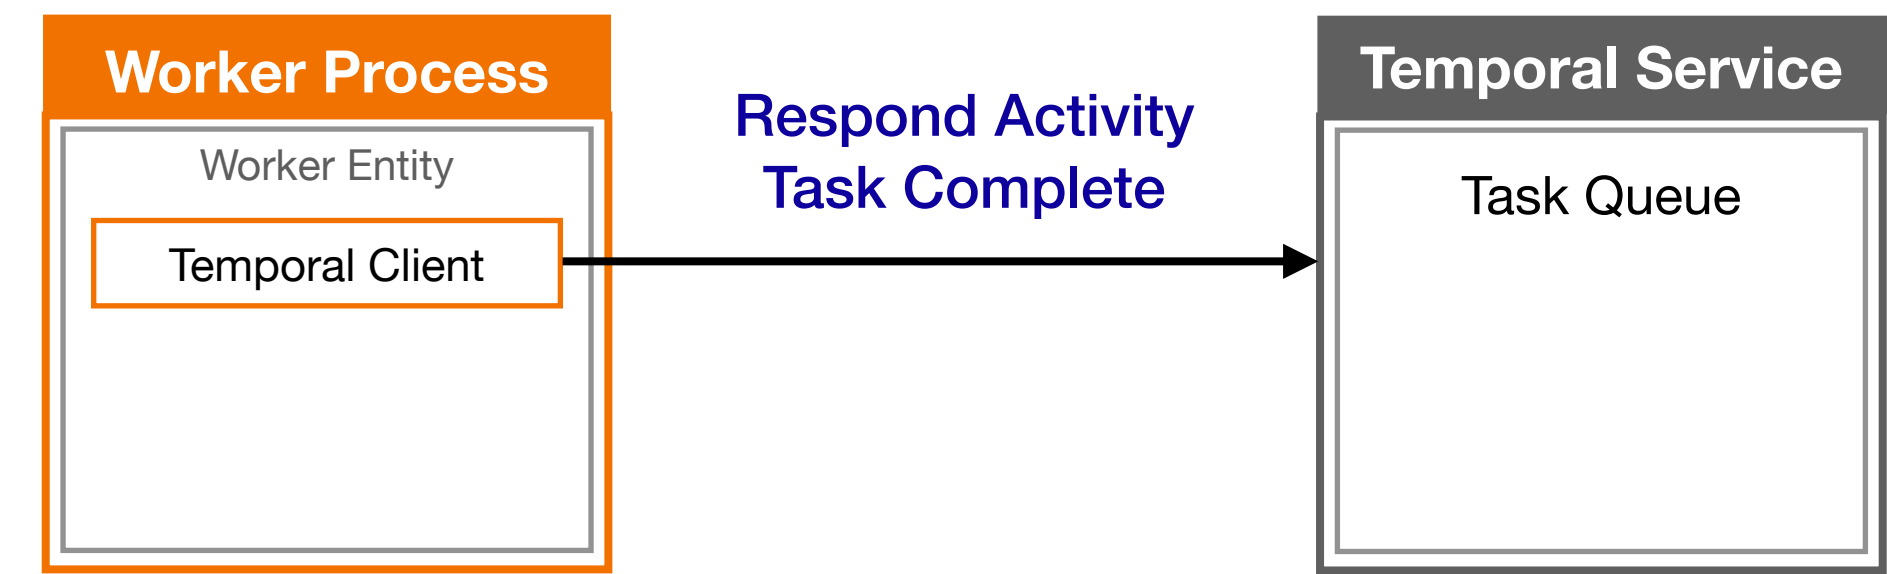 Worker Process
Worker Entity
Temporal Client
Respond Activity
Task Complete
Temporal Service
Task Queue